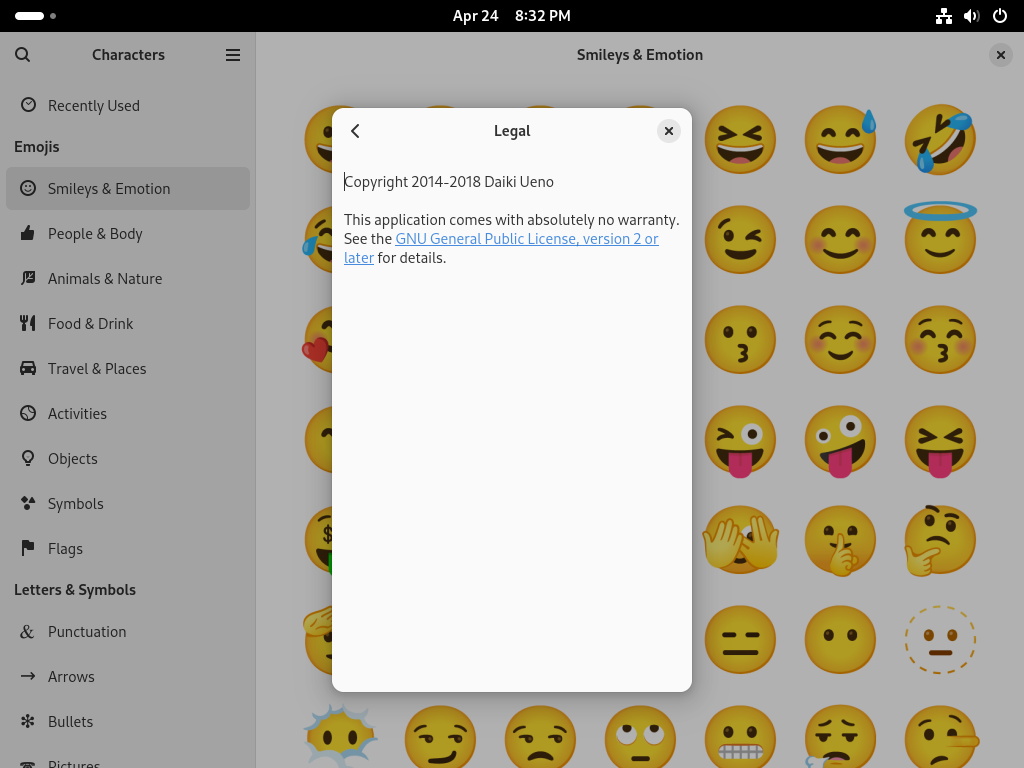 Apr 24 8:32 PM
Characters
Smileys & Emotion
Recently Used
Emojis
Smileys & Emotion
People & Body
Animals & Nature
Food & Drink
Travel & Places
Activities
Objects
Symbols
Flags
Letters & Symbols
& Punctuation
Arrows
Bullets
Pictures
Legal
Copyright 2014-2018 Daiki Ueno
This application comes with absolutely no warranty.
See the GNU General Public License, version 2 or
later for details.